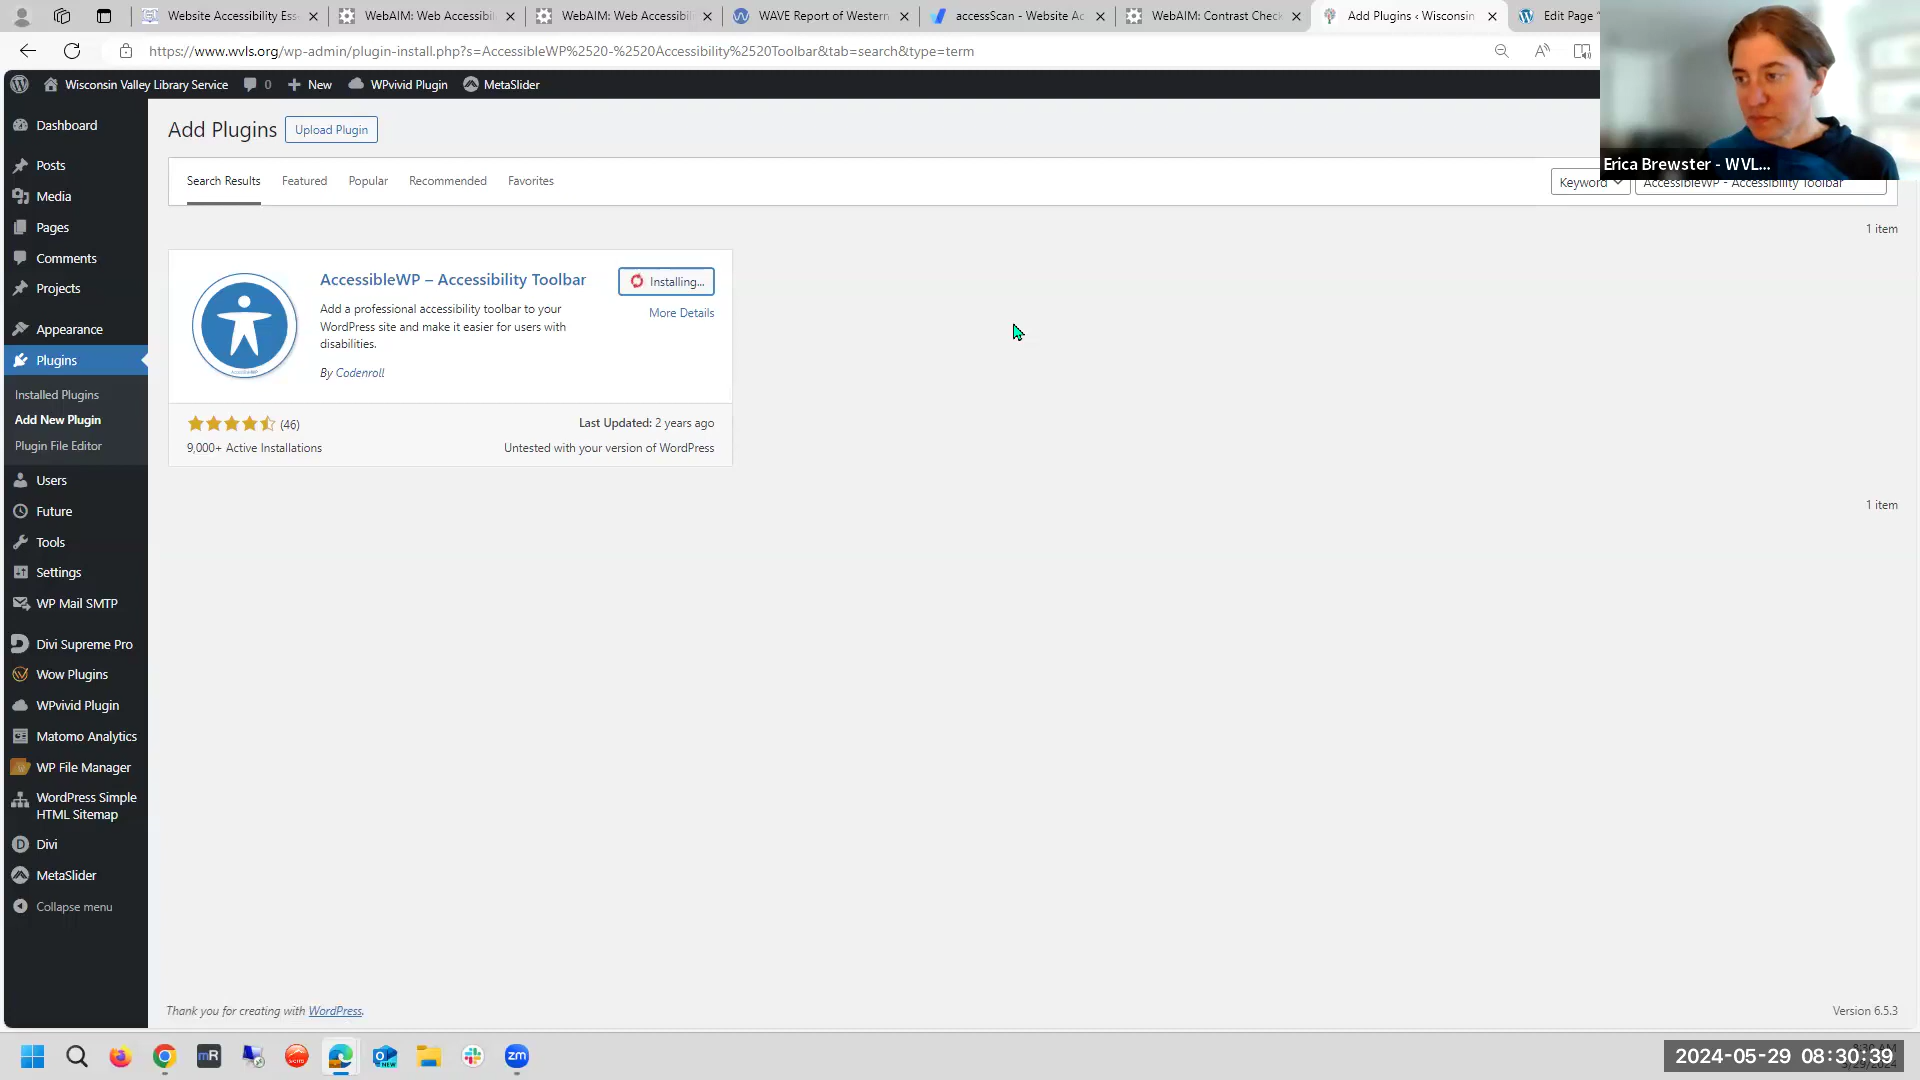 Website Accessibility Ess
WebAIM: Web Accessibil
WebAIM: Web Accessibil
WAVE Report of Western
accessScan - Website Ac
WebAIM: Contrast Check
Add Plugins ‹ Wisconsin
Edit Page "
https://www.wvls.org/wp-admin/plugin-install.php?s=AccessibleWP%2520-%2520Accessibility%2520Toolbar&tab=search&type=term
Wisconsin Valley Library Service
0
New
WPvivid Plugin
MetaSlider
Erica Brewster - WVL...
Dashboard
Posts
Media
Pages
Comments
Projects
Appearance
Plugins
Installed Plugins
Add New Plugin
Plugin File Editor
Users
Future
Tools
Settings
WP Mail SMTP
Divi Supreme Pro
Wow Plugins
WPvivid Plugin
Matomo Analytics
WP File Manager
WordPress Simple
HTML Sitemap
Divi
MetaSlider
Collapse menu
Add Plugins
Upload Plugin
Search Results
Featured
Popular
Recommended
Favorites
Keyword
AccessibleWP - Accessibility Toolbar
1 item
AccessibleWP – Accessibility Toolbar
Installing...
More Details
Add a professional accessibility toolbar to your
WordPress site and make it easier for users with
disabilities.
By Codenroll
(46)
Last Updated: 2 years ago
9,000+ Active Installations
Untested with your version of WordPress
1 item
Thank you for creating with WordPress.
Version 6.5.3
2024-05-29 08:30:39